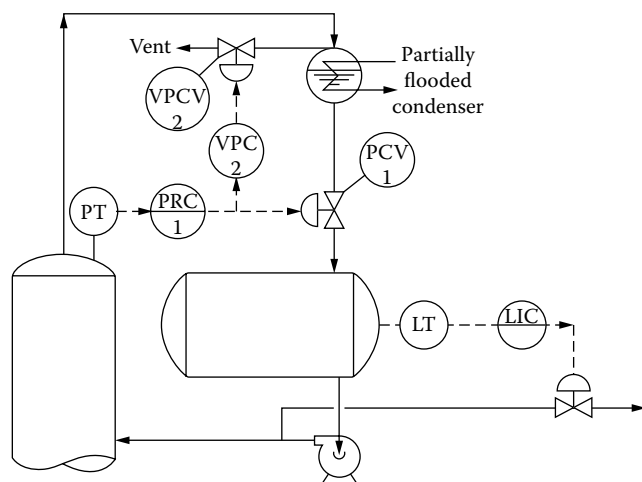 Vent
Partially
flooded
condenser
VPCV
2
VPC
2
PCV
1
PT
PRC
1
LT
LIC